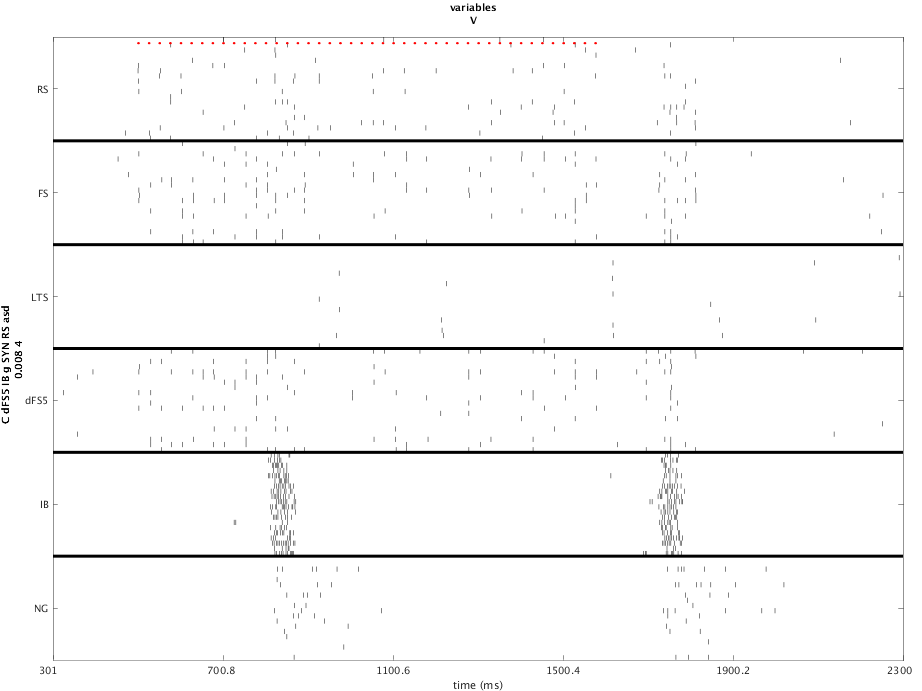 variables
V
RS
FS
LTS
dFS5
IB
NG
C dFS5 IB g SYN RS asd
0.008 4
301 700.8 1100.6 1500.4 1900.2 2300
time (ms)